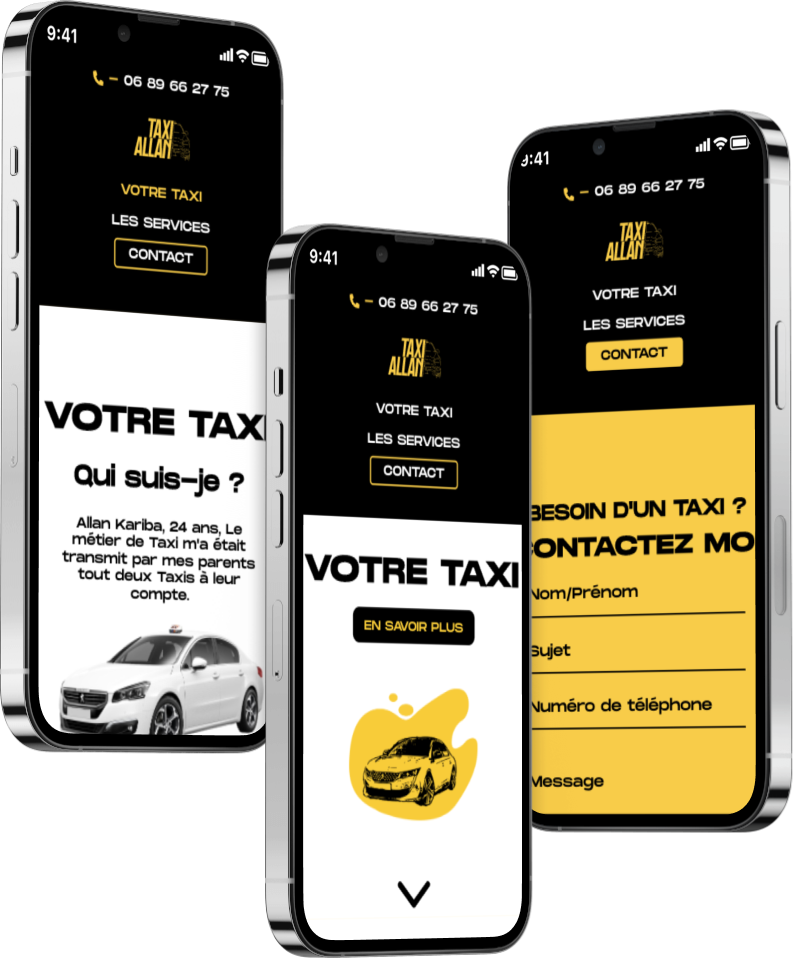 9:41
06 89 66 27 75
TAXI
ALLAN
VOTRE TAXI
LES SERVICES
CONTACT
VOTRE TAXI
Qui suis-je ?
Allan Kariba, 24 ans, Le
métier de Taxi m'a était
transmit par mes parents
tout deux Taxis à leur
compte.
9:41
06 89 66 27 75
TAXI
ALLAN
VOTRE TAXI
LES SERVICES
CONTACT
VOTRE TAXI
EN SAVOIR PLUS
9:41
06 89 66 27 75
TAXI
ALLAN
VOTRE TAXI
LES SERVICES
CONTACT
BESOIN D'UN TAXI ?
CONTACTEZ MO
Nom/Prénom
Sujet
Numéro de téléphone
Message